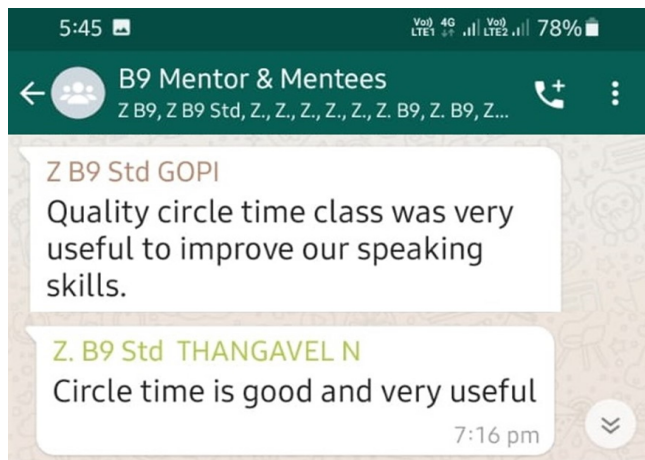 5:45 Vo) 4G Vo) 78%
LTE1 LTE2
B9 Mentor & Mentees
Z B9, Z B9 Std, Z., Z., Z., Z., Z., Z. B9, Z. B9, Z...
Z B9 Std GOPI
Quality circle time class was very
useful to improve our speaking
skills.
Z. B9 Std THANGAVEL N
Circle time is good and very useful
7:16 pm